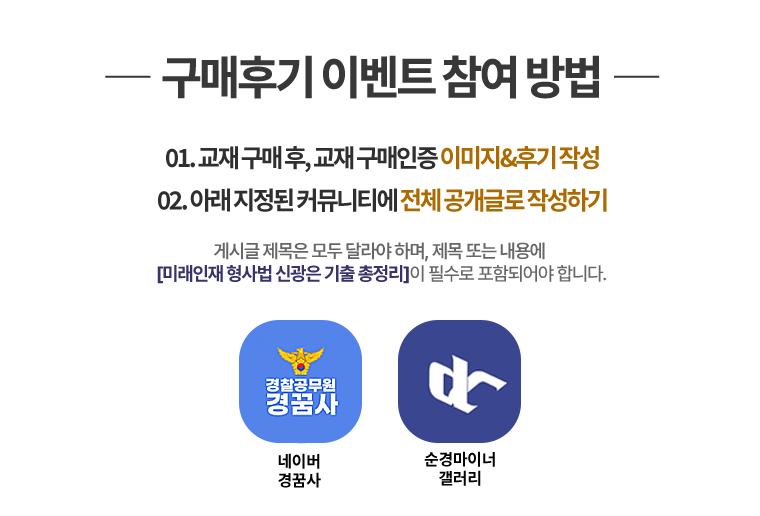 구매후기 이벤트 참여 방법
01. 교재 구매 후, 교재 구매인증 이미지&후기 작성
02. 아래 지정된 커뮤니티에 전체 공개글로 작성하기
게시글 제목은 모두 달라야 하며, 제목 또는 내용에
[미래인재 형사법 신광은 기출 총정리]이 필수로 포함되어야 합니다.
경찰공무원
경꿈사
dc
네이버
경꿈사
순경마이너
갤러리